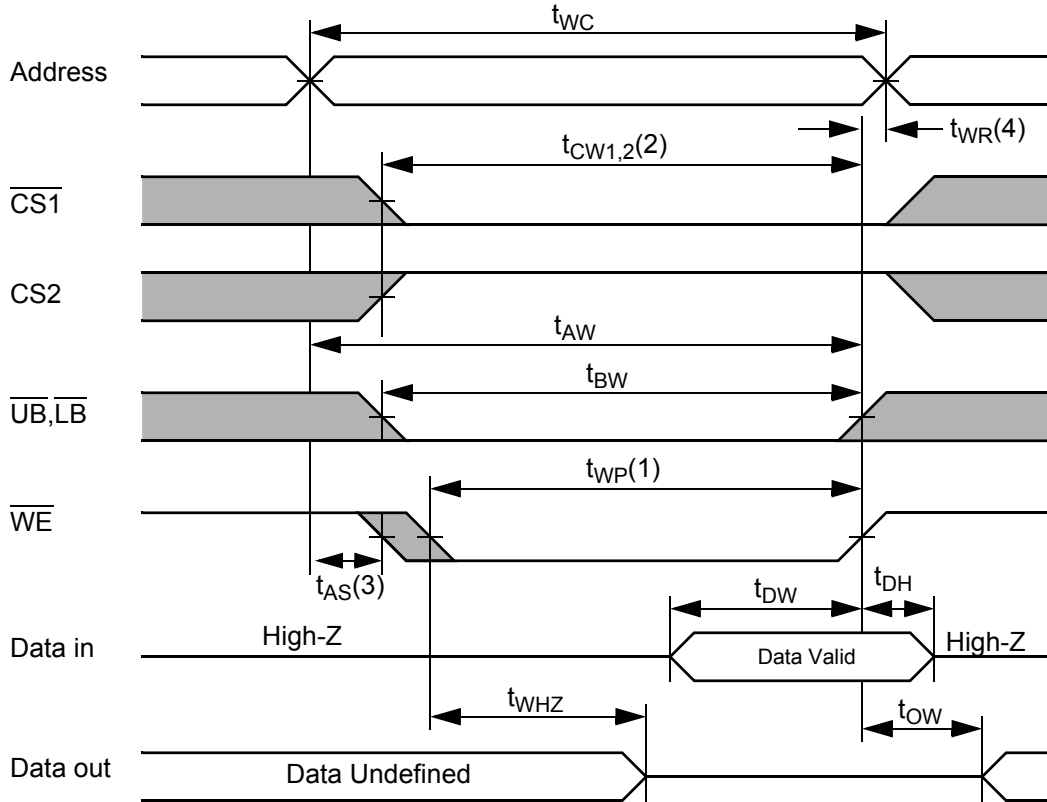 tWC
Address
tWR(4)
tCW1,2(2)
CS1
CS2
tAW
tBW
UB,LB
tWP(1)
WE
tAS(3)
tDW
tDH
High-Z
High-Z
Data in
Data Valid
tWHZ
tOW
Data out
Data Undefined